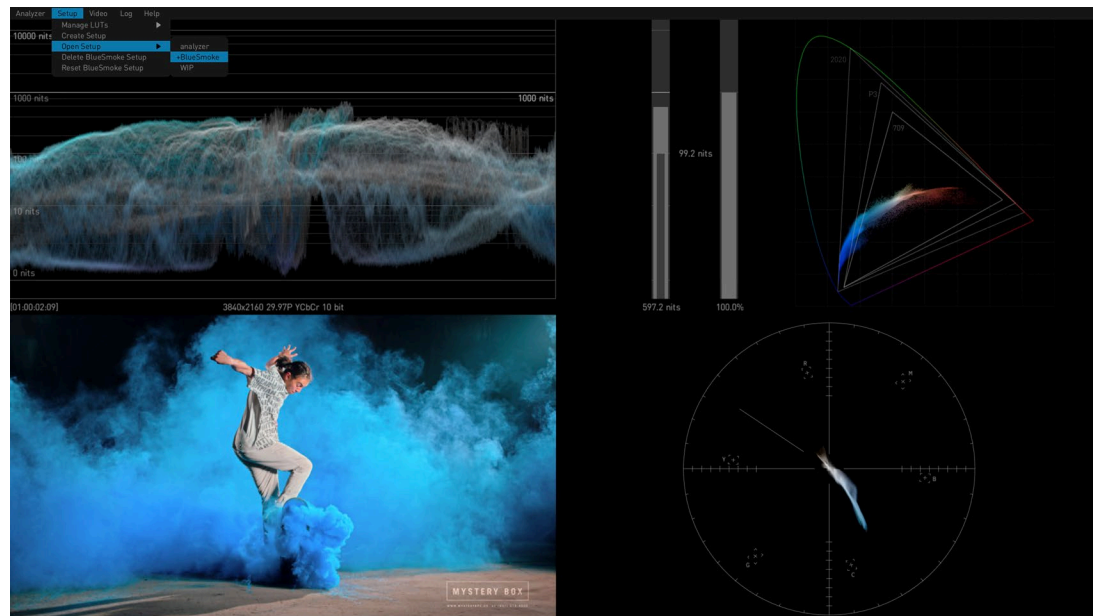 Analyzer Setup Video Log Help
Manage LUTs
Create Setup
Open Setup
Delete BlueSmoke Setup
Reset BlueSmoke Setup
analyzer
+BlueSmoke
WIP
10000 nits
1000 nits 1000 nits
100
10 nits
0 nits
[01:00:02:09] 3840x2160 29.97P YCbCr 10 bit
99.2 nits
597.2 nits 100.0%
2020
P3
709
MYSTERY BOX
R
M
Y
B
G
C